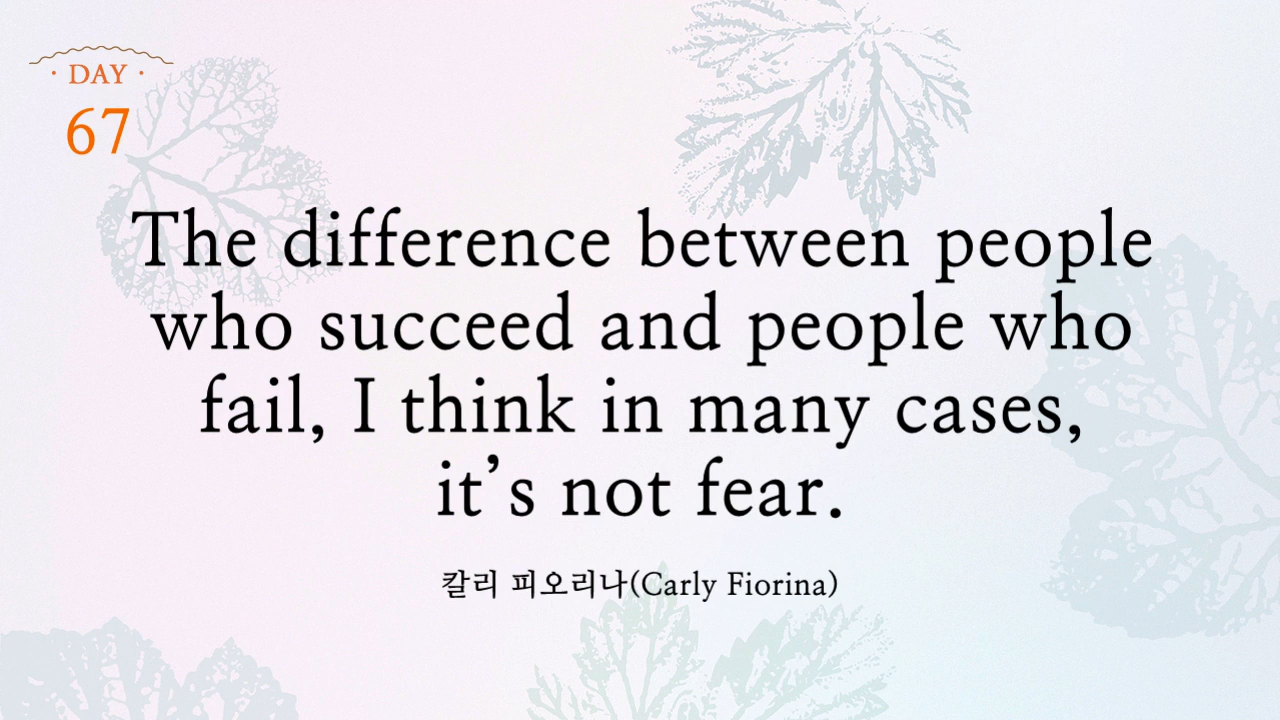 · DAY ·
67
The difference between people
who succeed and people who
fail, I think in many cases,
it’s not fear.
칼리 피오리나(Carly Fiorina)